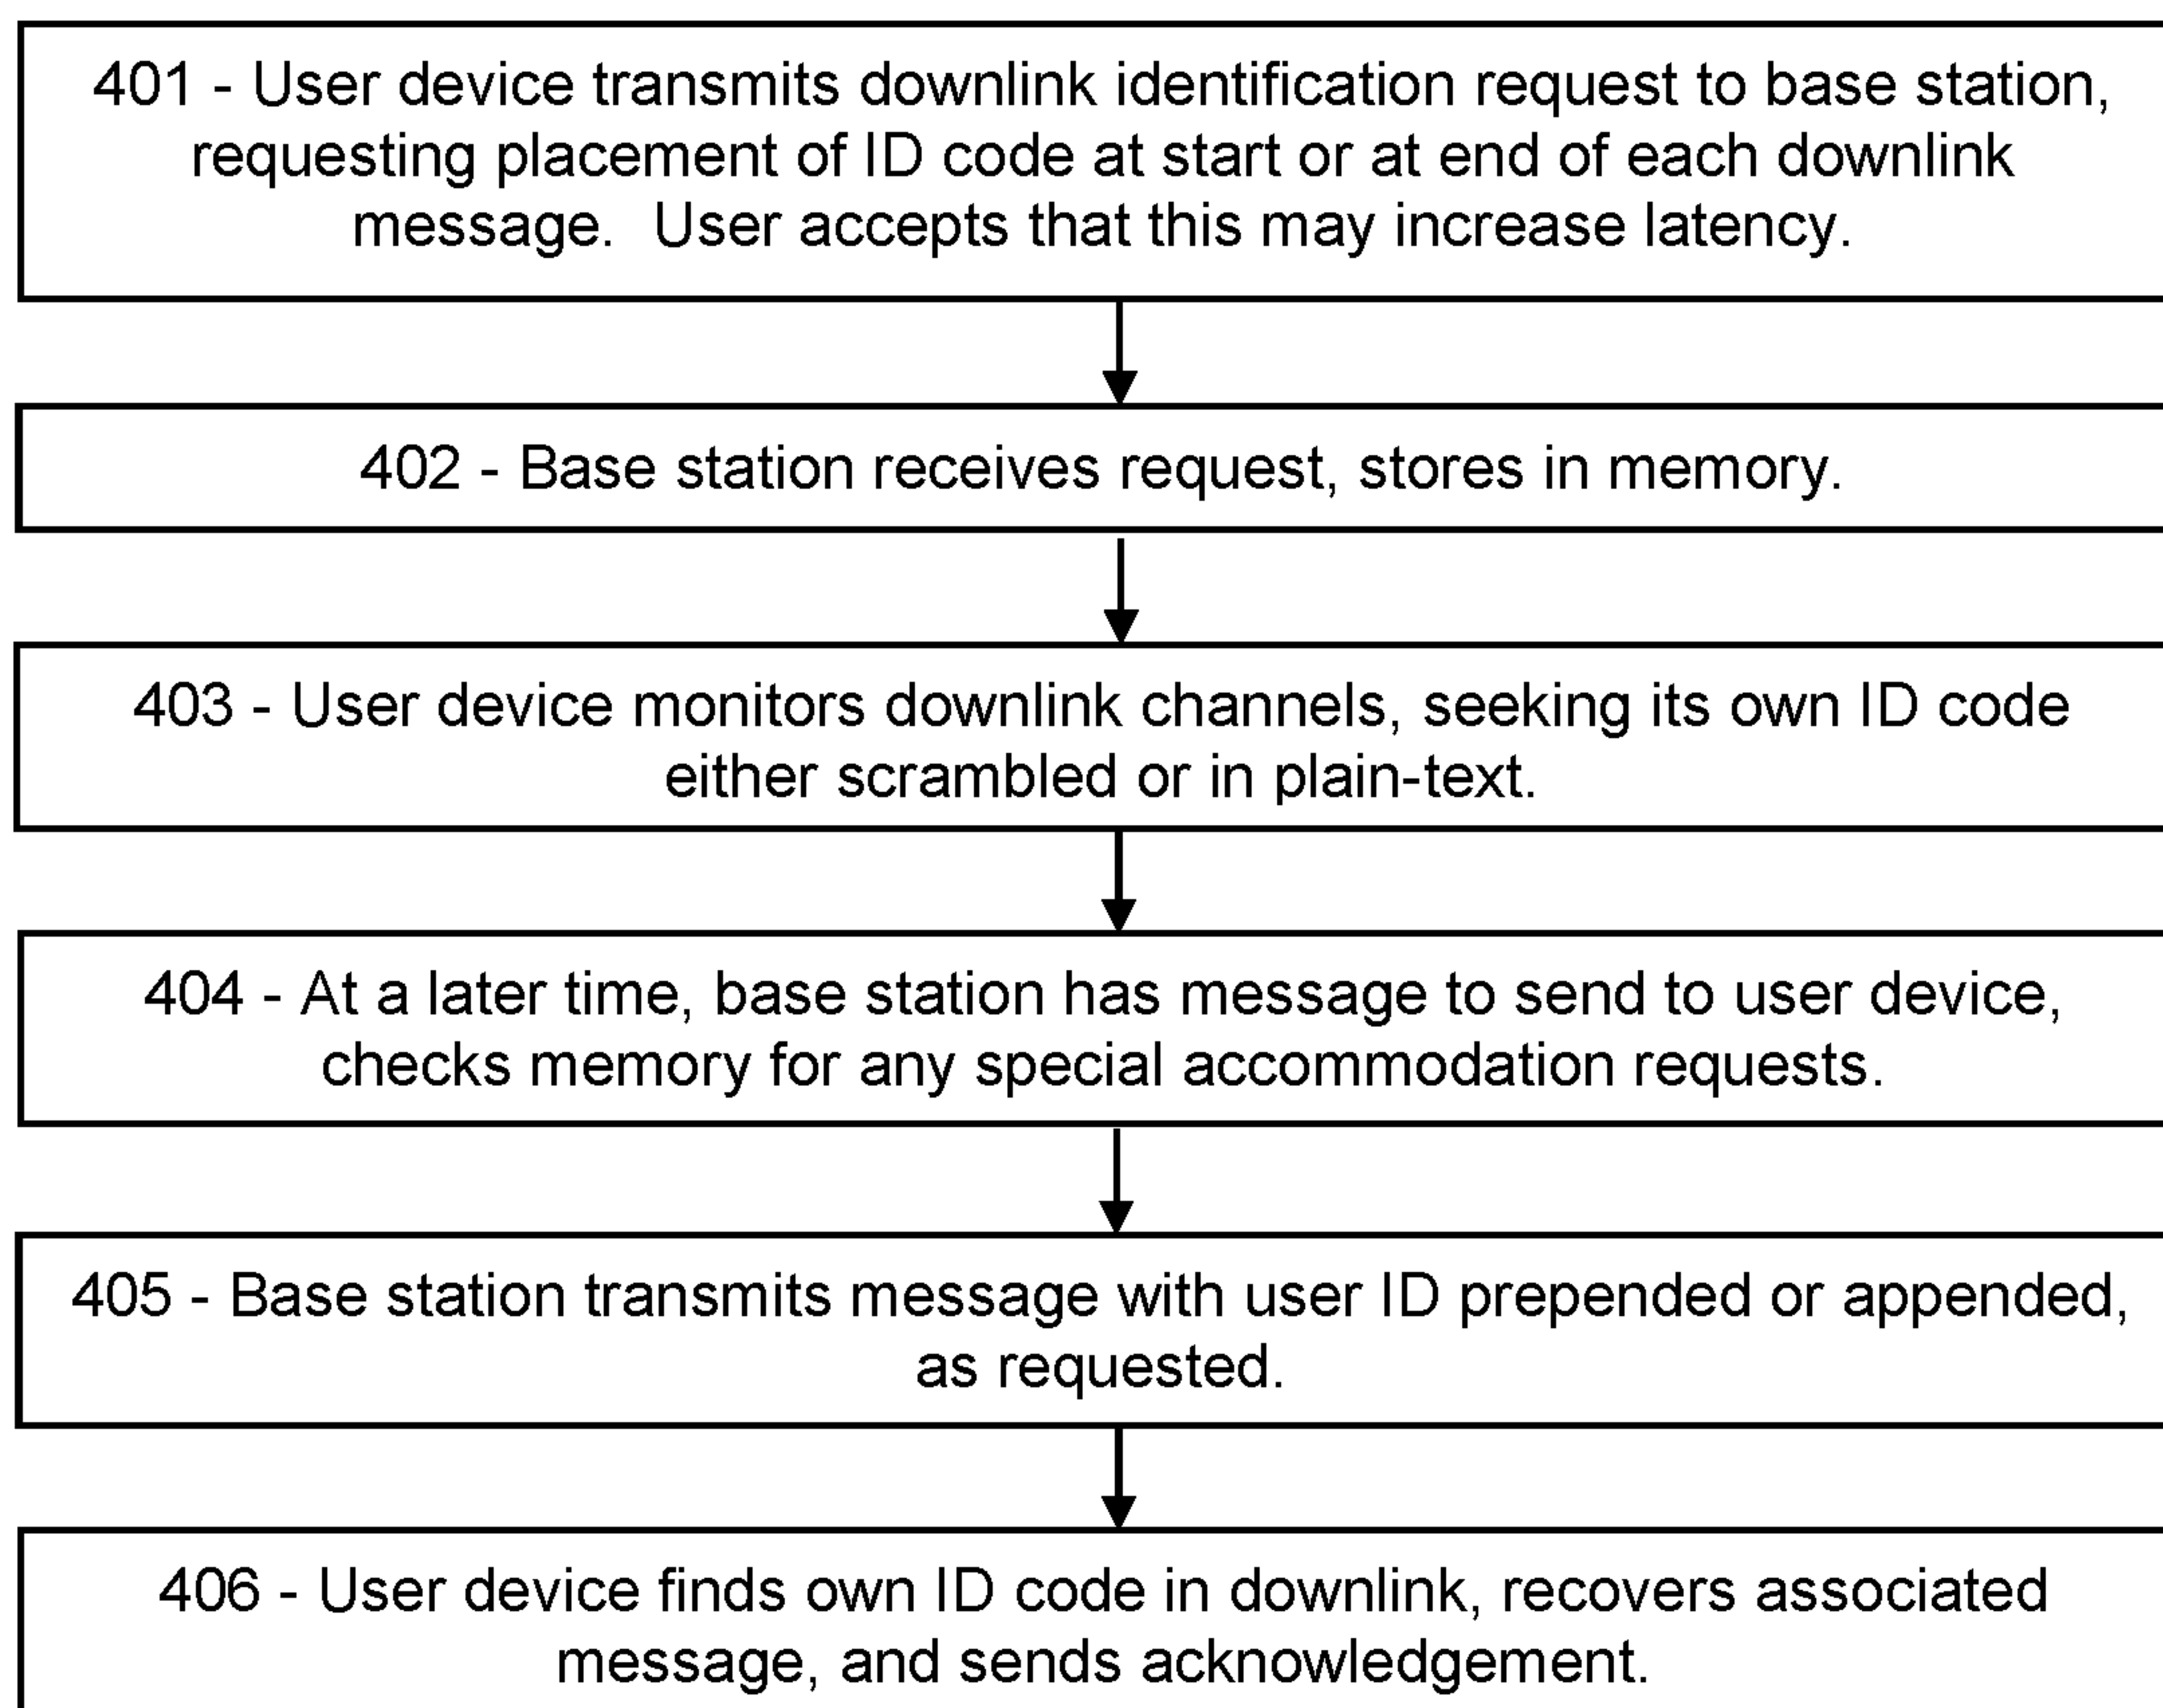 401 - User device transmits downlink identification request to base station,
requesting placement of ID code at start or at end of each downlink
message.  User accepts that this may increase latency.
402 - Base station receives request, stores in memory.
403 - User device monitors downlink channels, seeking its own ID code
either scrambled or in plain-text.
404 - At a later time, base station has message to send to user device,
checks memory for any special accommodation requests.
405 - Base station transmits message with user ID prepended or appended,
as requested.
406 - User device finds own ID code in downlink, recovers associated
message, and sends acknowledgement.